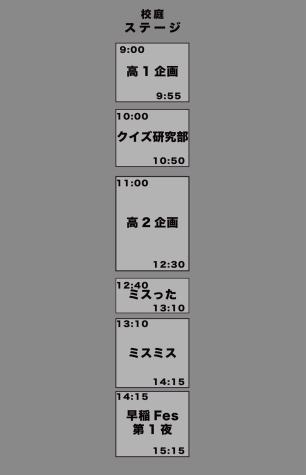 校庭
ステージ
9:00
高1企画
9:55
10:00
クイズ研究部
10:50
11:00
高2企画
12:30
12:40
ミスった
13:10
13:10
ミスミス
14:15
14:15
早稲Fes
第1夜
15:15